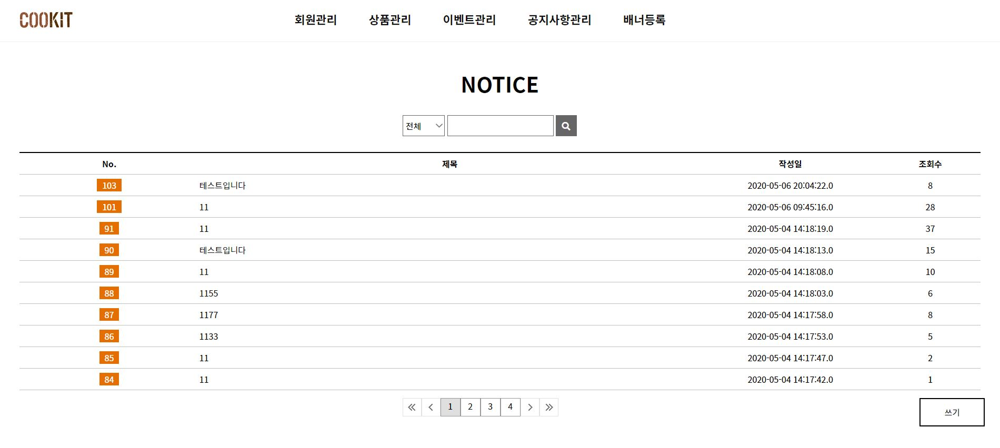 COOKIT 회원관리 상품관리 이벤트관리 공지사항관리 배너등록
NOTICE
전체
No. 제목 작성일 조회수
103 테스트입니다 2020-05-06 20:04:22.0 8
101 11 2020-05-06 09:45:16.0 28
91 11 2020-05-04 14:18:19.0 37
90 테스트입니다 2020-05-04 14:18:13.0 15
89 11 2020-05-04 14:18:08.0 10
88 1155 2020-05-04 14:18:03.0 6
87 1177 2020-05-04 14:17:58.0 8
86 1133 2020-05-04 14:17:53.0 5
85 11 2020-05-04 14:17:47.0 2
84 11 2020-05-04 14:17:42.0 1
1 2 3 4
쓰기